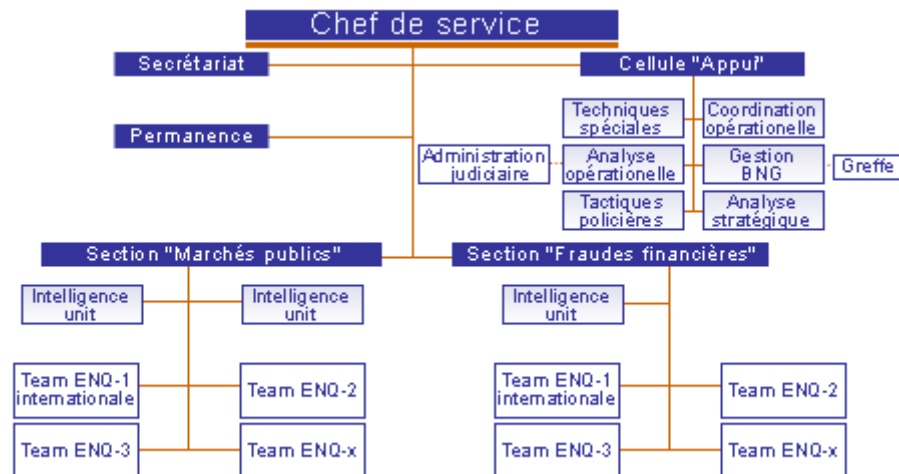 Chef de service
Secrétariat
Cellule "Appui"
Techniques
spéciales
Coordination
opérationelle
Permanence
Administration
judiciaire
Analyse
opérationelle
Gestion
BNG
Greffe
Tactiques
policières
Analyse
stratégique
Section "Marchés publics"
Section "Fraudes financières"
Intelligence
unit
Intelligence
unit
Intelligence
unit
Team ENQ-1
internationale
Team ENQ-2
Team ENQ-1
internationale
Team ENQ-2
Team ENQ-3
Team ENQ-x
Team ENQ-3
Team ENQ-x